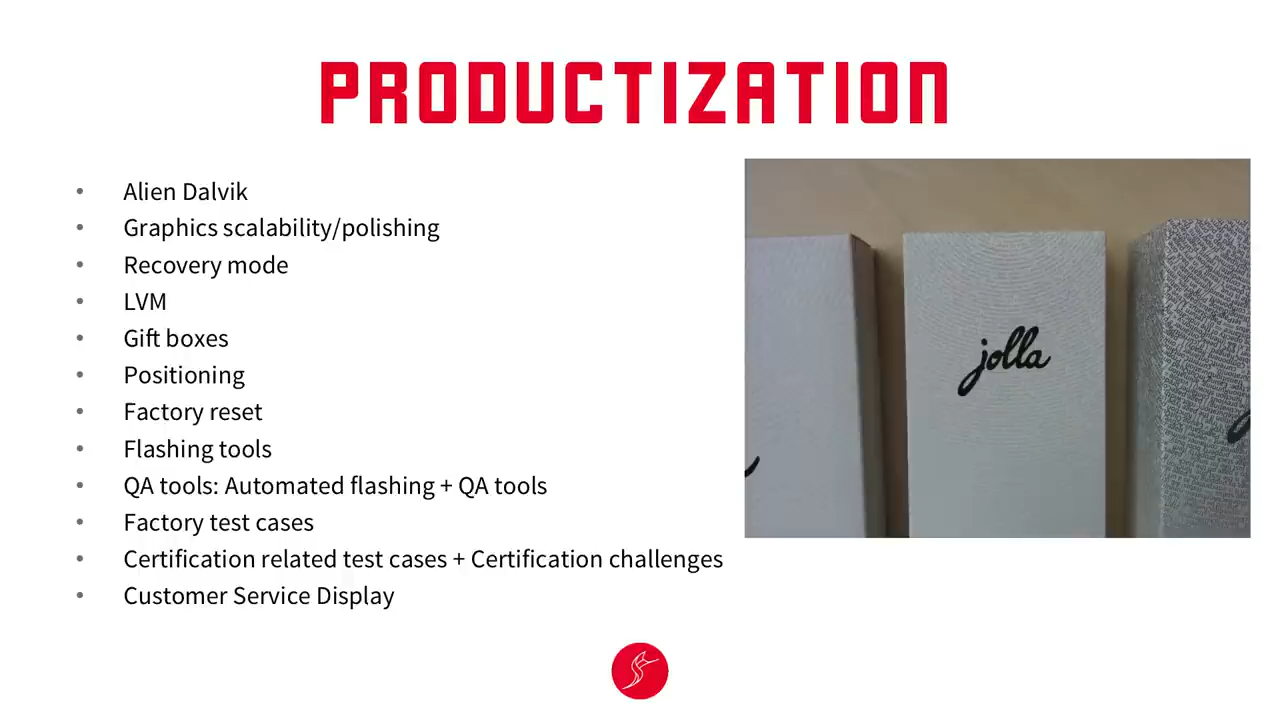 PRODUCTIZATION
• Alien Dalvik
• Graphics scalability/polishing
• Recovery mode
• LVM
• Gift boxes
• Positioning
• Factory reset
• Flashing tools
• QA tools: Automated flashing + QA tools
• Factory test cases
• Certification related test cases + Certification challenges
• Customer Service Display
jolla